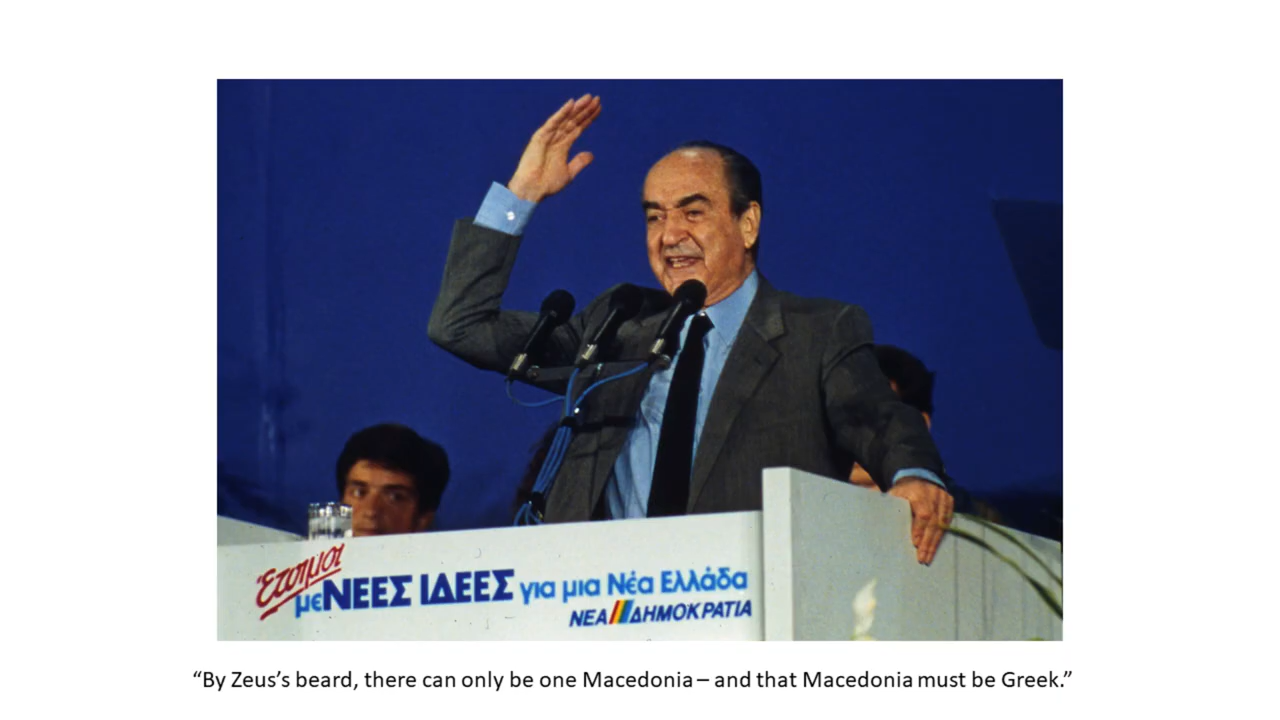 Έτοιμοι
με ΝΕΕΣ ΙΔΕΕΣ για μια Νέα Ελλάδα
ΝΕΑ ΔΗΜΟΚΡΑΤΙΑ
“By Zeus’s beard, there can only be one Macedonia – and that Macedonia must be Greek.”